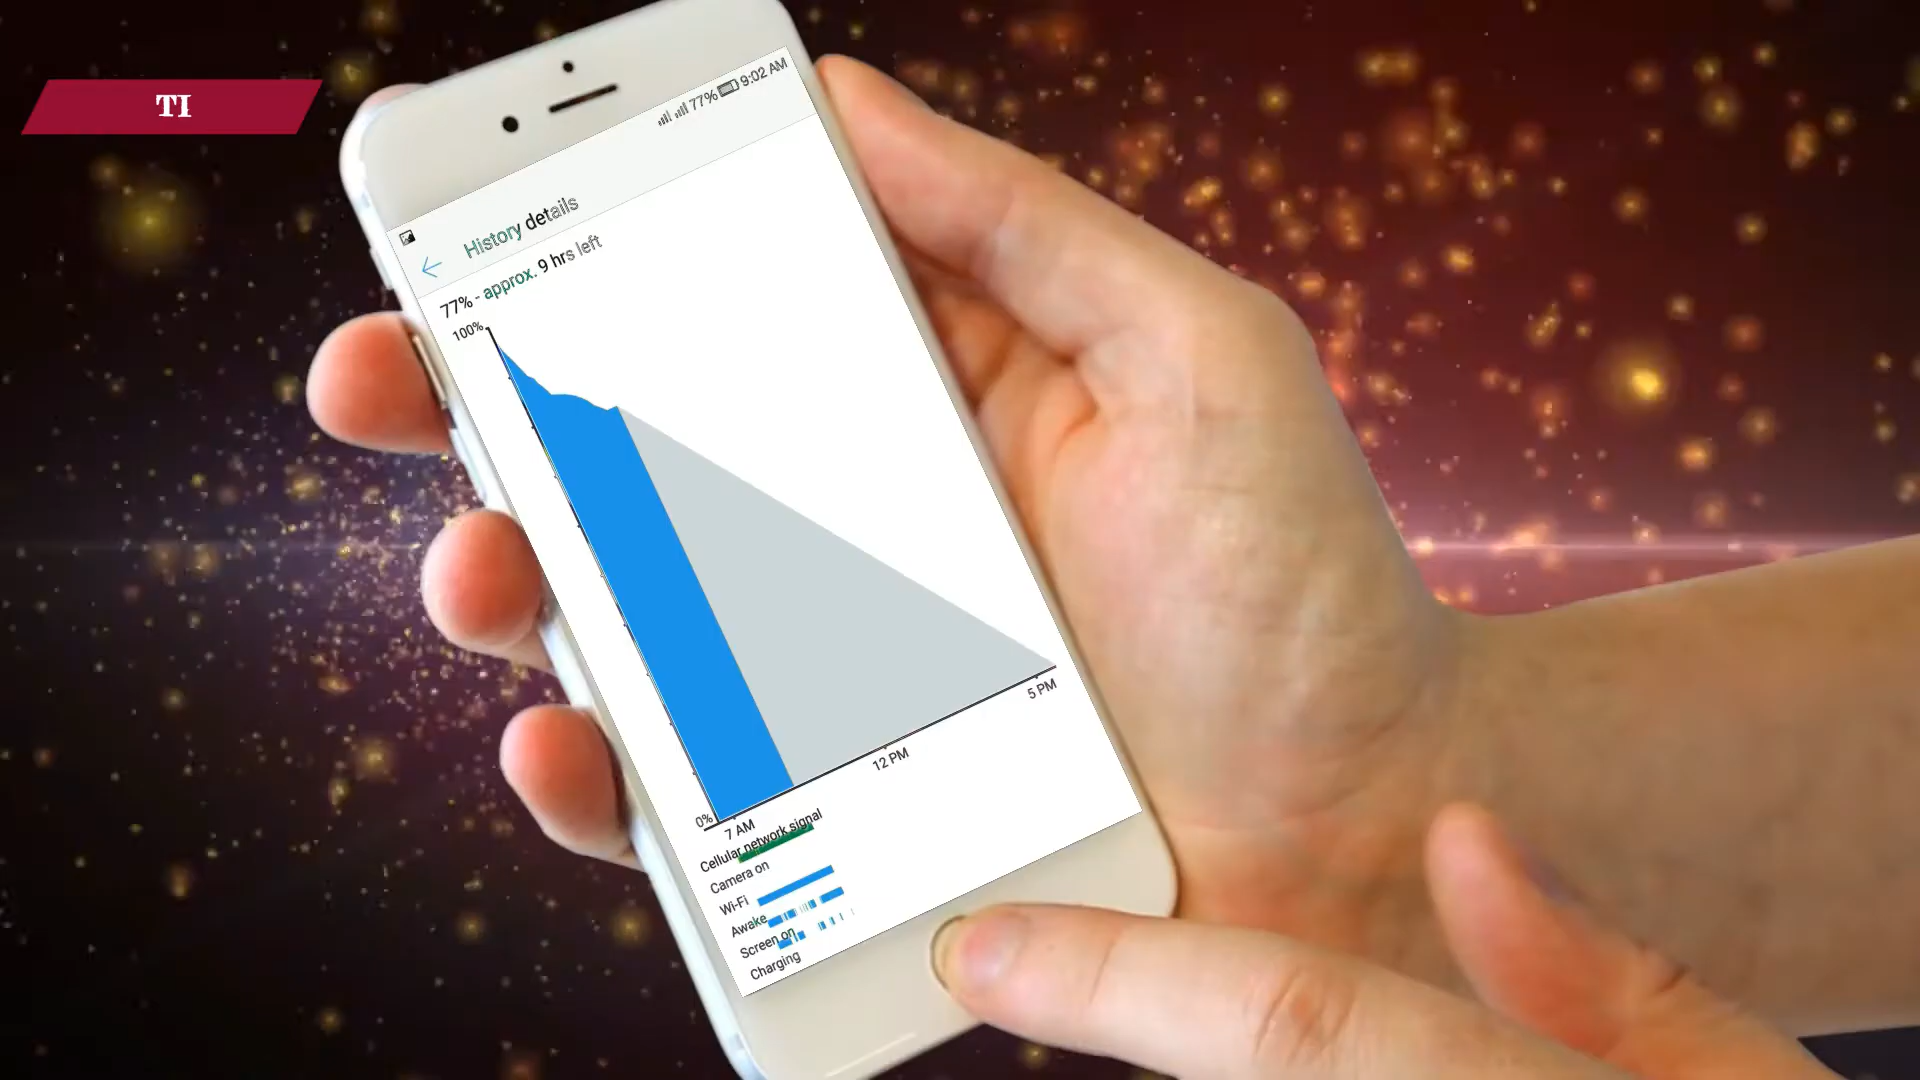 TI
77% 9:02 AM
History details
77% - approx. 9 hrs left
100%
0%
7 AM
12 PM
5 PM
Cellular network signal
Camera on
Wi-Fi
Awake
Screen on
Charging